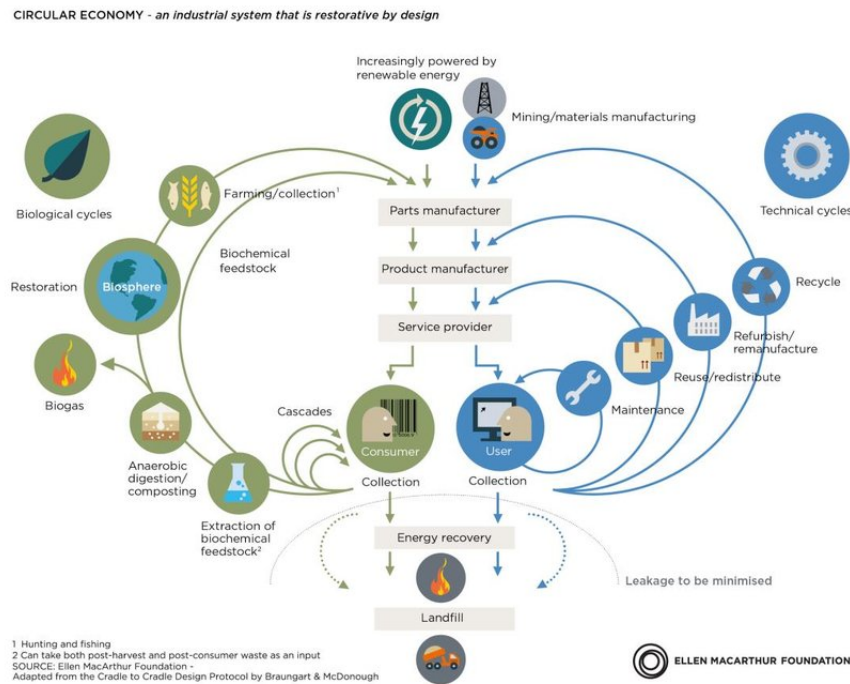 CIRCULAR ECONOMY - an industrial system that is restorative by design
Increasingly powered by
renewable energy
Mining/materials manufacturing
Biological cycles
Farming/collection¹
Parts manufacturer
Technical cycles
Biochemical
feedstock
Product manufacturer
Restoration
Biosphere
Recycle
Service provider
Refurbish/
remanufacture
Biogas
Reuse/redistribute
Cascades
Maintenance
Consumer
User
Anaerobic
digestion/
composting
Collection
Collection
Extraction of
biochemical
feedstock²
Energy recovery
Leakage to be minimised
Landfill
1 Hunting and fishing
2 Can take both post-harvest and post-consumer waste as an input
SOURCE: Ellen MacArthur Foundation -
Adapted from the Cradle to Cradle Design Protocol by Braungart & McDonough
ELLEN MACARTHUR FOUNDATION